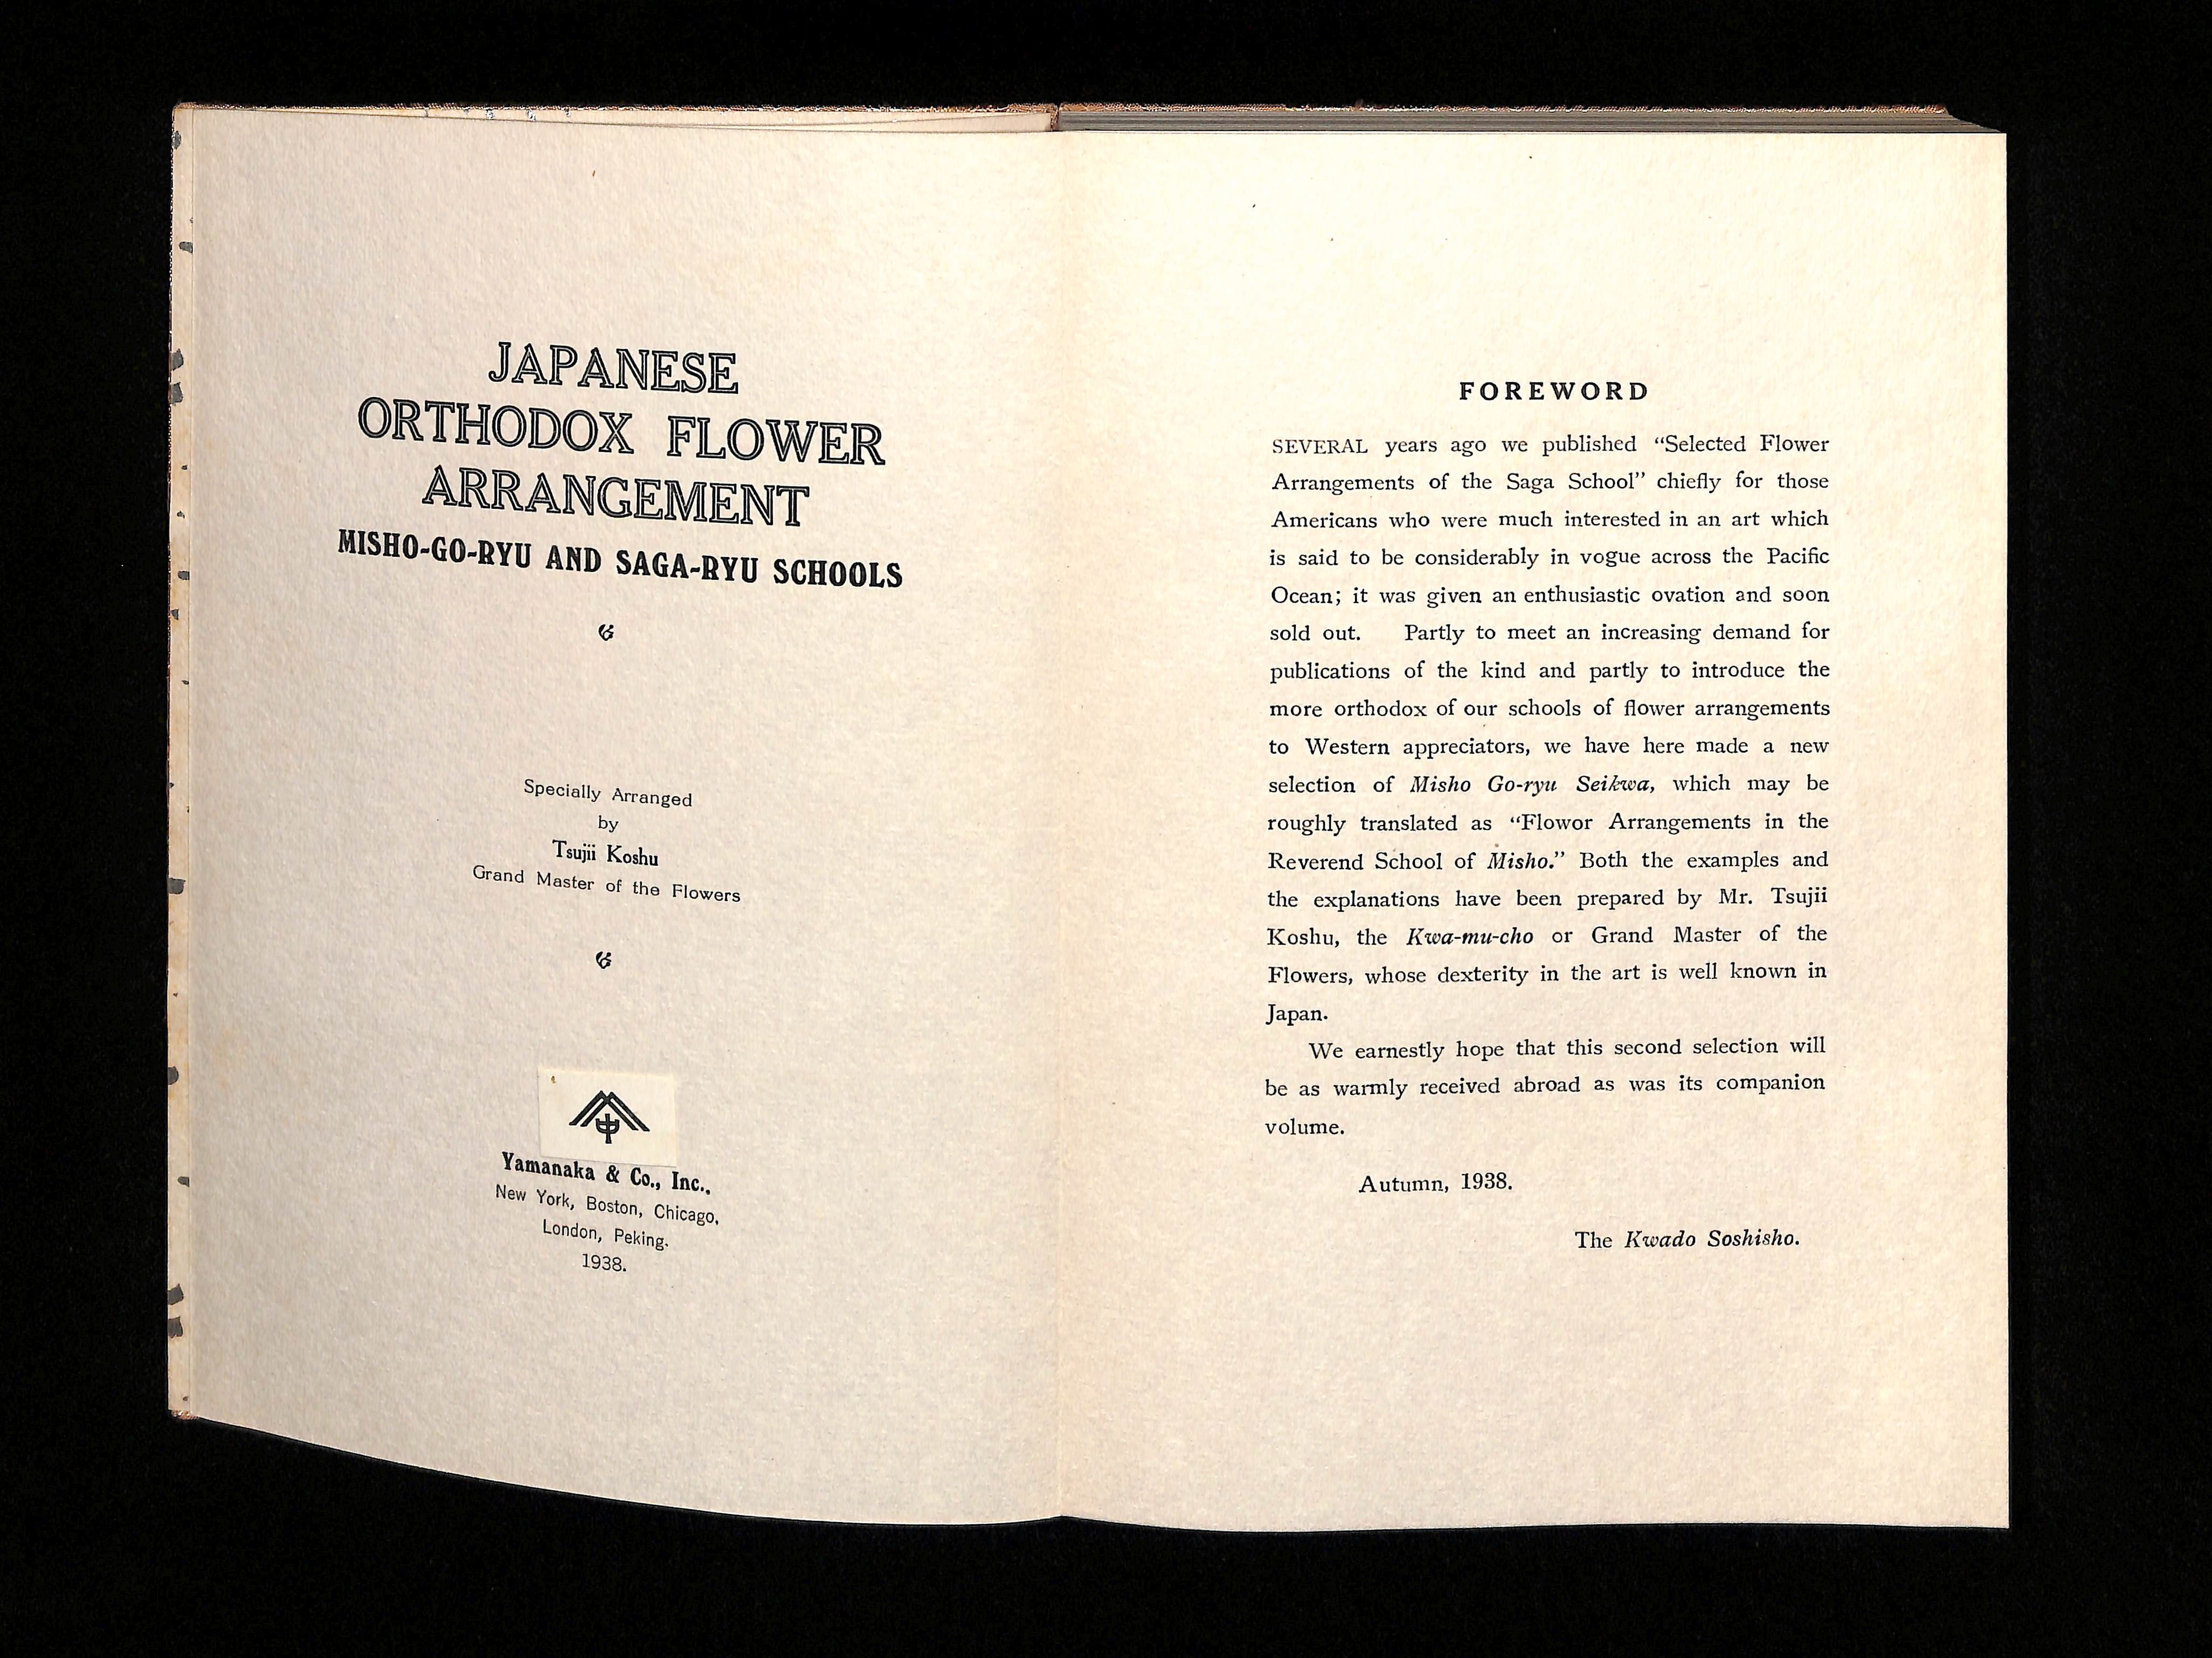 JAPANESE
ORTHODOX FLOWER
ARRANGEMENT
MISHO-GO-RYU AND SAGA-RYU SCHOOLS
Specially Arranged
by
Tsujii Koshu
Grand Master of the Flowers
Yamanaka & Co., Inc.,
New York, Boston, Chicago,
London, Peking.
1938.
FOREWORD
SEVERAL years ago we published “Selected Flower
Arrangements of the Saga School” chiefly for those
Americans who were much interested in an art which
is said to be considerably in vogue across the Pacific
Ocean; it was given an enthusiastic ovation and soon
sold out. Partly to meet an increasing demand for
publications of the kind and partly to introduce the
more orthodox of our schools of flower arrangements
to Western appreciators, we have here made a new
selection of Misho Go-ryu Seikwa, which may be
roughly translated as “Flowor Arrangements in the
Reverend School of Misho.” Both the examples and
the explanations have been prepared by Mr. Tsujii
Koshu, the Kwa-mu-cho or Grand Master of the
Flowers, whose dexterity in the art is well known in
Japan.
We earnestly hope that this second selection will
be as warmly received abroad as was its companion
volume.
Autumn, 1938.
The Kwado Soshisho.